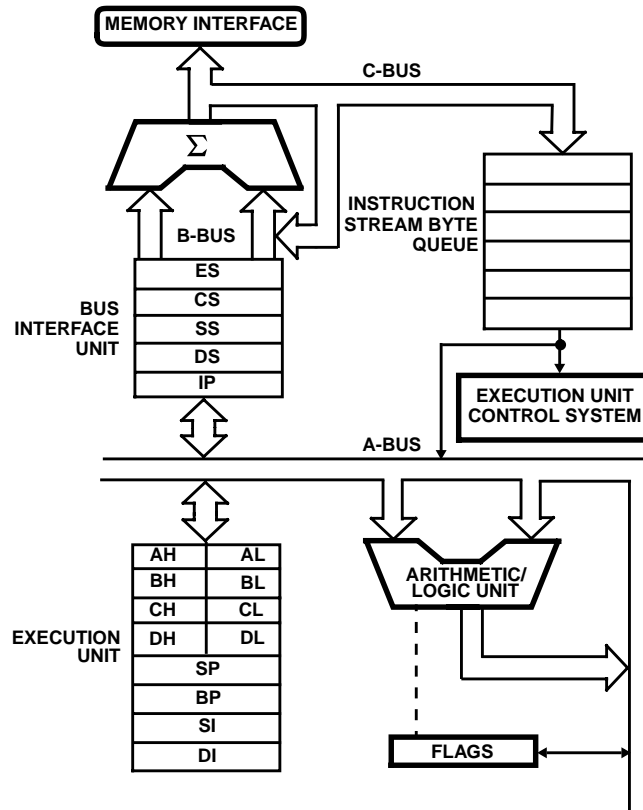 MEMORY INTERFACE
C-BUS
Σ
INSTRUCTION
STREAM BYTE
QUEUE
B-BUS
ES
CS
SS
DS
IP
BUS
INTERFACE
UNIT
EXECUTION UNIT
CONTROL SYSTEM
A-BUS
AH AL
BH BL
CH CL
DH DL
SP
BP
SI
DI
EXECUTION
UNIT
ARITHMETIC/
LOGIC UNIT
FLAGS